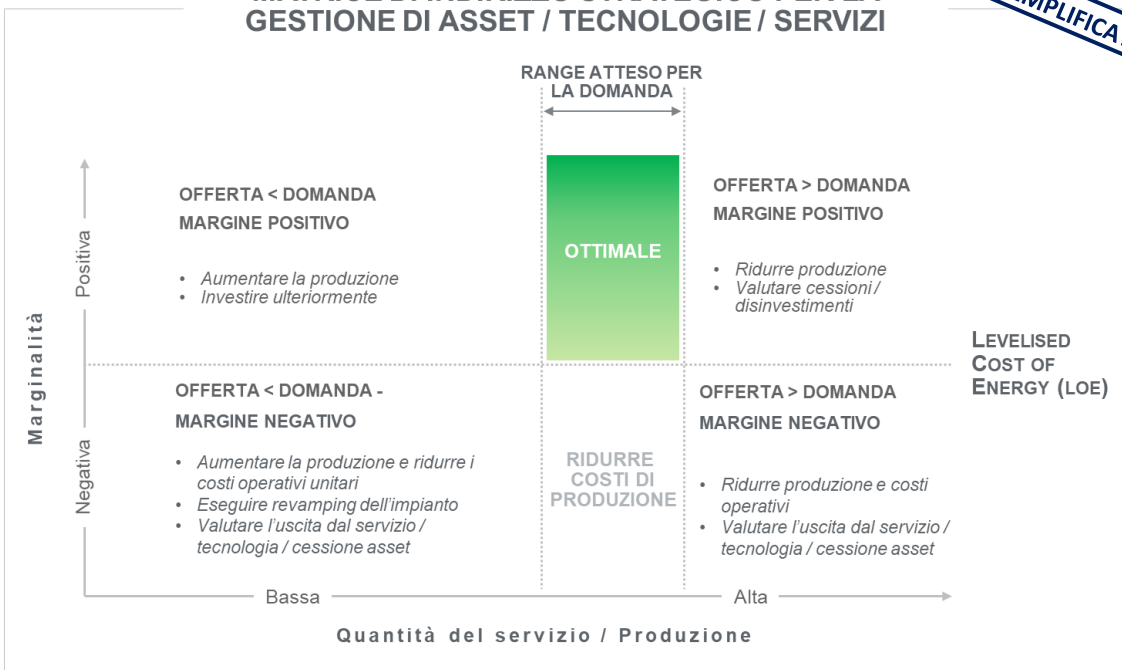 GESTIONE DI ASSET / TECNOLOGIE / SERVIZI
RANGE ATTESO PER
LA DOMANDA
OFFERTA < DOMANDA
MARGINE POSITIVO
• Aumentare la produzione
• Investire ulteriormente
OTTIMALE
OFFERTA > DOMANDA
MARGINE POSITIVO
• Ridurre produzione
• Valutare cessioni /
disinvestimenti
Positiva
Marginalità
Negativa
LEVELISED
COST OF
ENERGY (LOE)
OFFERTA < DOMANDA -
MARGINE NEGATIVO
• Aumentare la produzione e ridurre i
costi operativi unitari
• Eseguire revamping dell'impianto
• Valutare l'uscita dal servizio /
tecnologia / cessione asset
RIDURRE
COSTI DI
PRODUZIONE
OFFERTA > DOMANDA
MARGINE NEGATIVO
• Ridurre produzione e costi
operativi
• Valutare l'uscita dal servizio /
tecnologia / cessione asset
Bassa
Alta
Quantità del servizio / Produzione